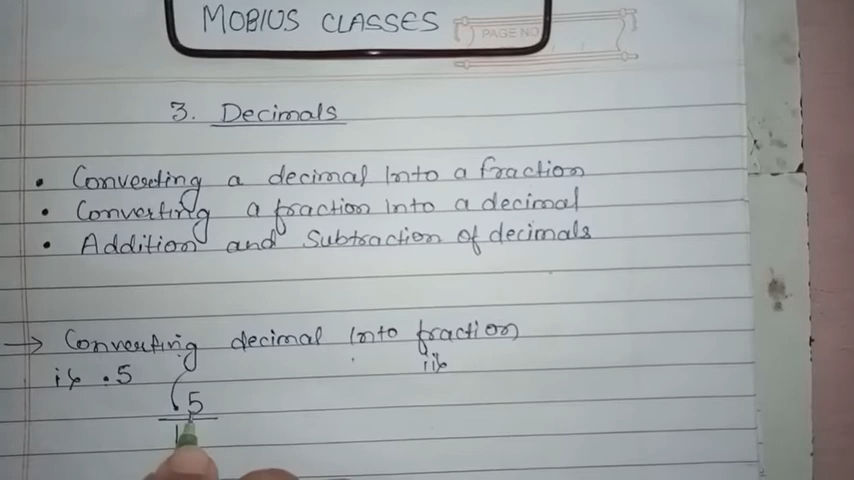 MOBIUS CLASSES
PAGE NO
3. Decimals
• Converting a decimal into a fraction
• Converting a fraction into a decimal
• Addition and Subtraction of decimals
→ Converting decimal into fraction
i) .5 ii)
.5
1